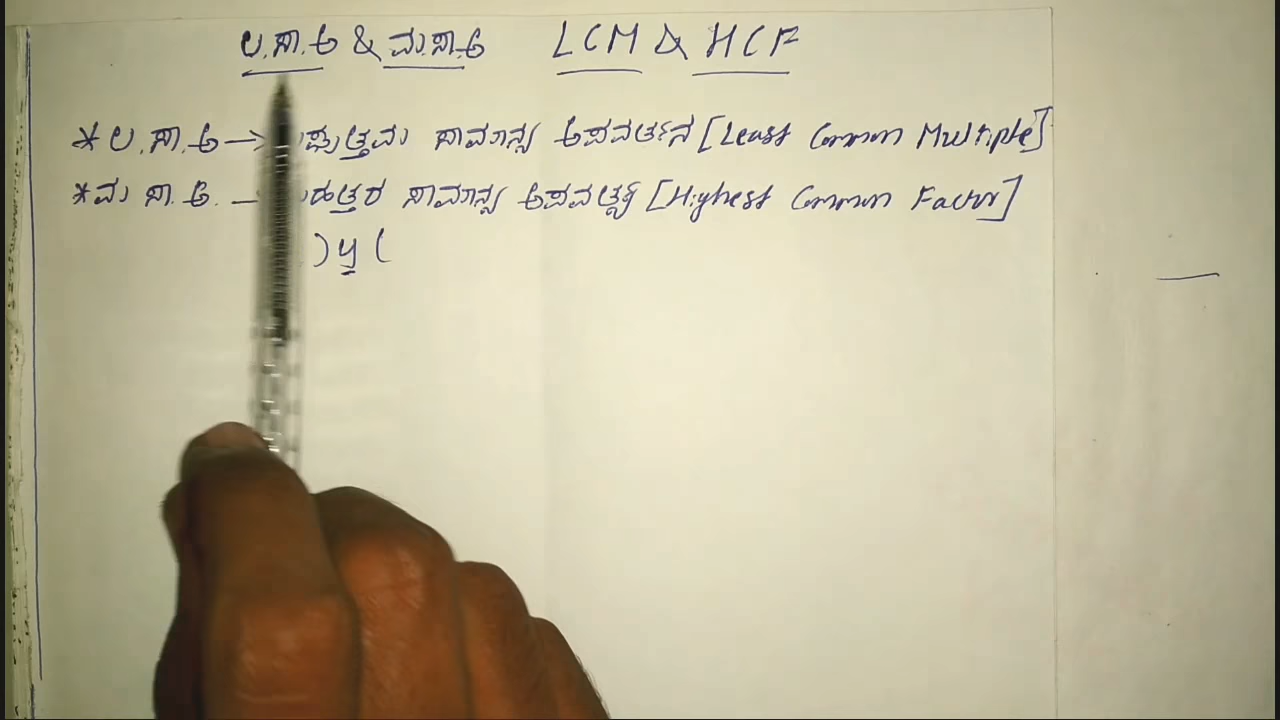 ಲ.ಸಾ.ಅ & ಮ.ಸಾ.ಅ LCM & HCF
* ಲ.ಸಾ.ಅ → ಸಾಮಾನ್ಯ ಅಪವರ್ತನ [Least Common Multiple]
* ಮ ಸಾ.ಅ. ಸಾಮಾನ್ಯ ಅಪವರ್ತ್ಯ [Highest Common Factor]
) y (